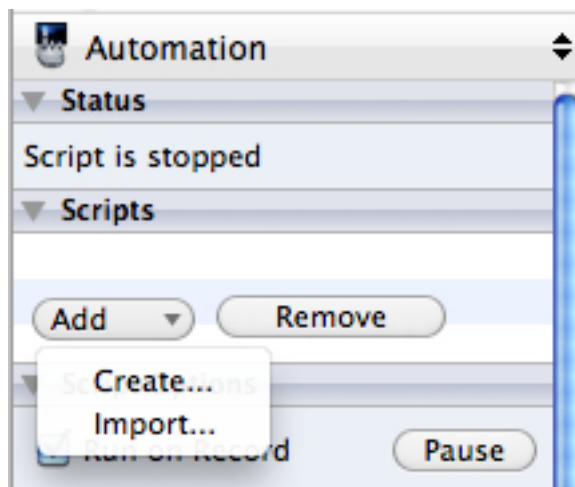 Automation
Status
Script is stopped
Scripts
Add Remove
Create...
Import...
Run on Record Pause